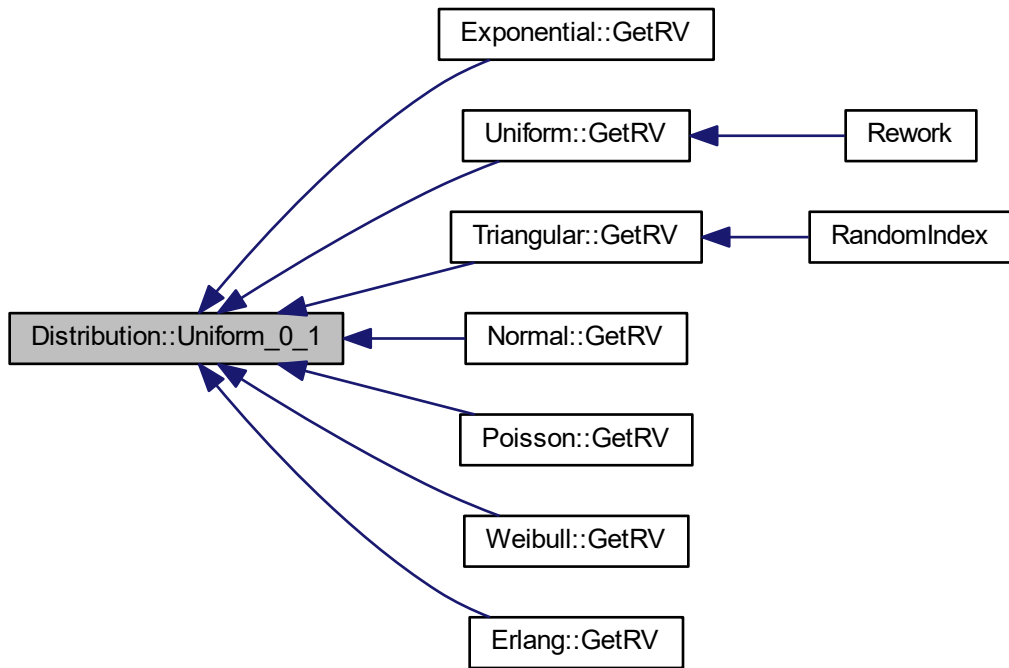 Exponential::GetRV
Uniform::GetRV
Rework
Triangular::GetRV
RandomIndex
Distribution::Uniform_0_1
Normal::GetRV
Poisson::GetRV
Weibull::GetRV
Erlang::GetRV